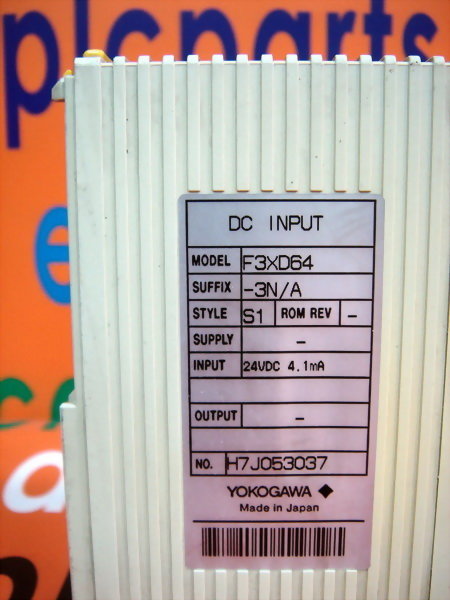 plcparts
DC INPUT
MODEL F3XD64
SUFFIX -3N/A
STYLE S1 ROM REV -
SUPPLY -
INPUT 24VDC 4.1mA
OUTPUT -
NO. H7J053037
YOKOGAWA
Made in Japan